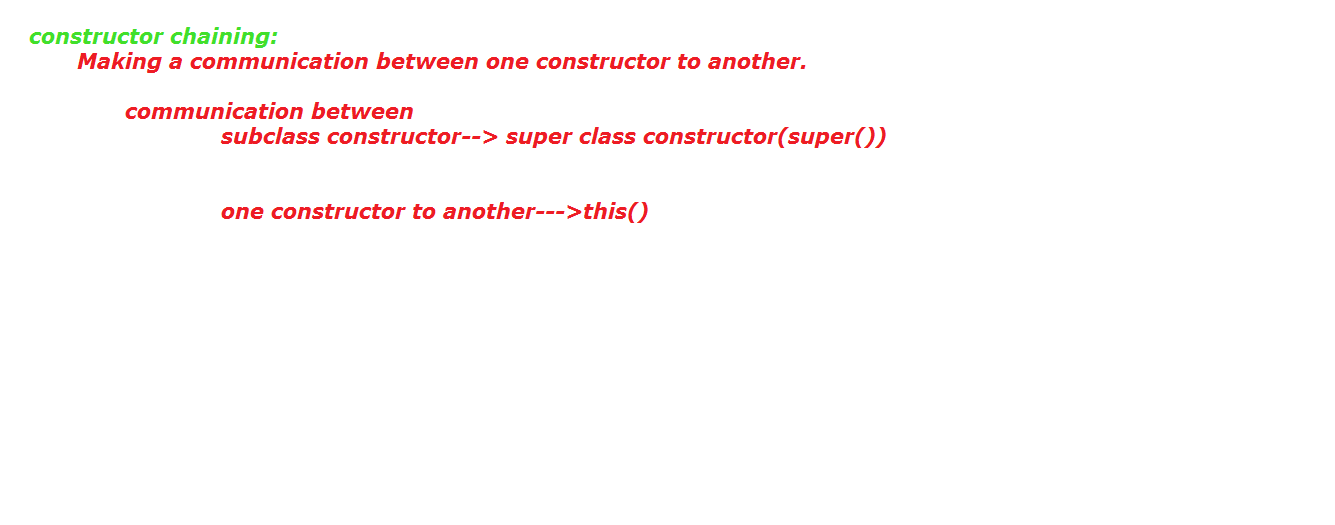 constructor chaining:
Making a communication between one constructor to another.
communication between
subclass constructor--> super class constructor(super())
one constructor to another--->this()